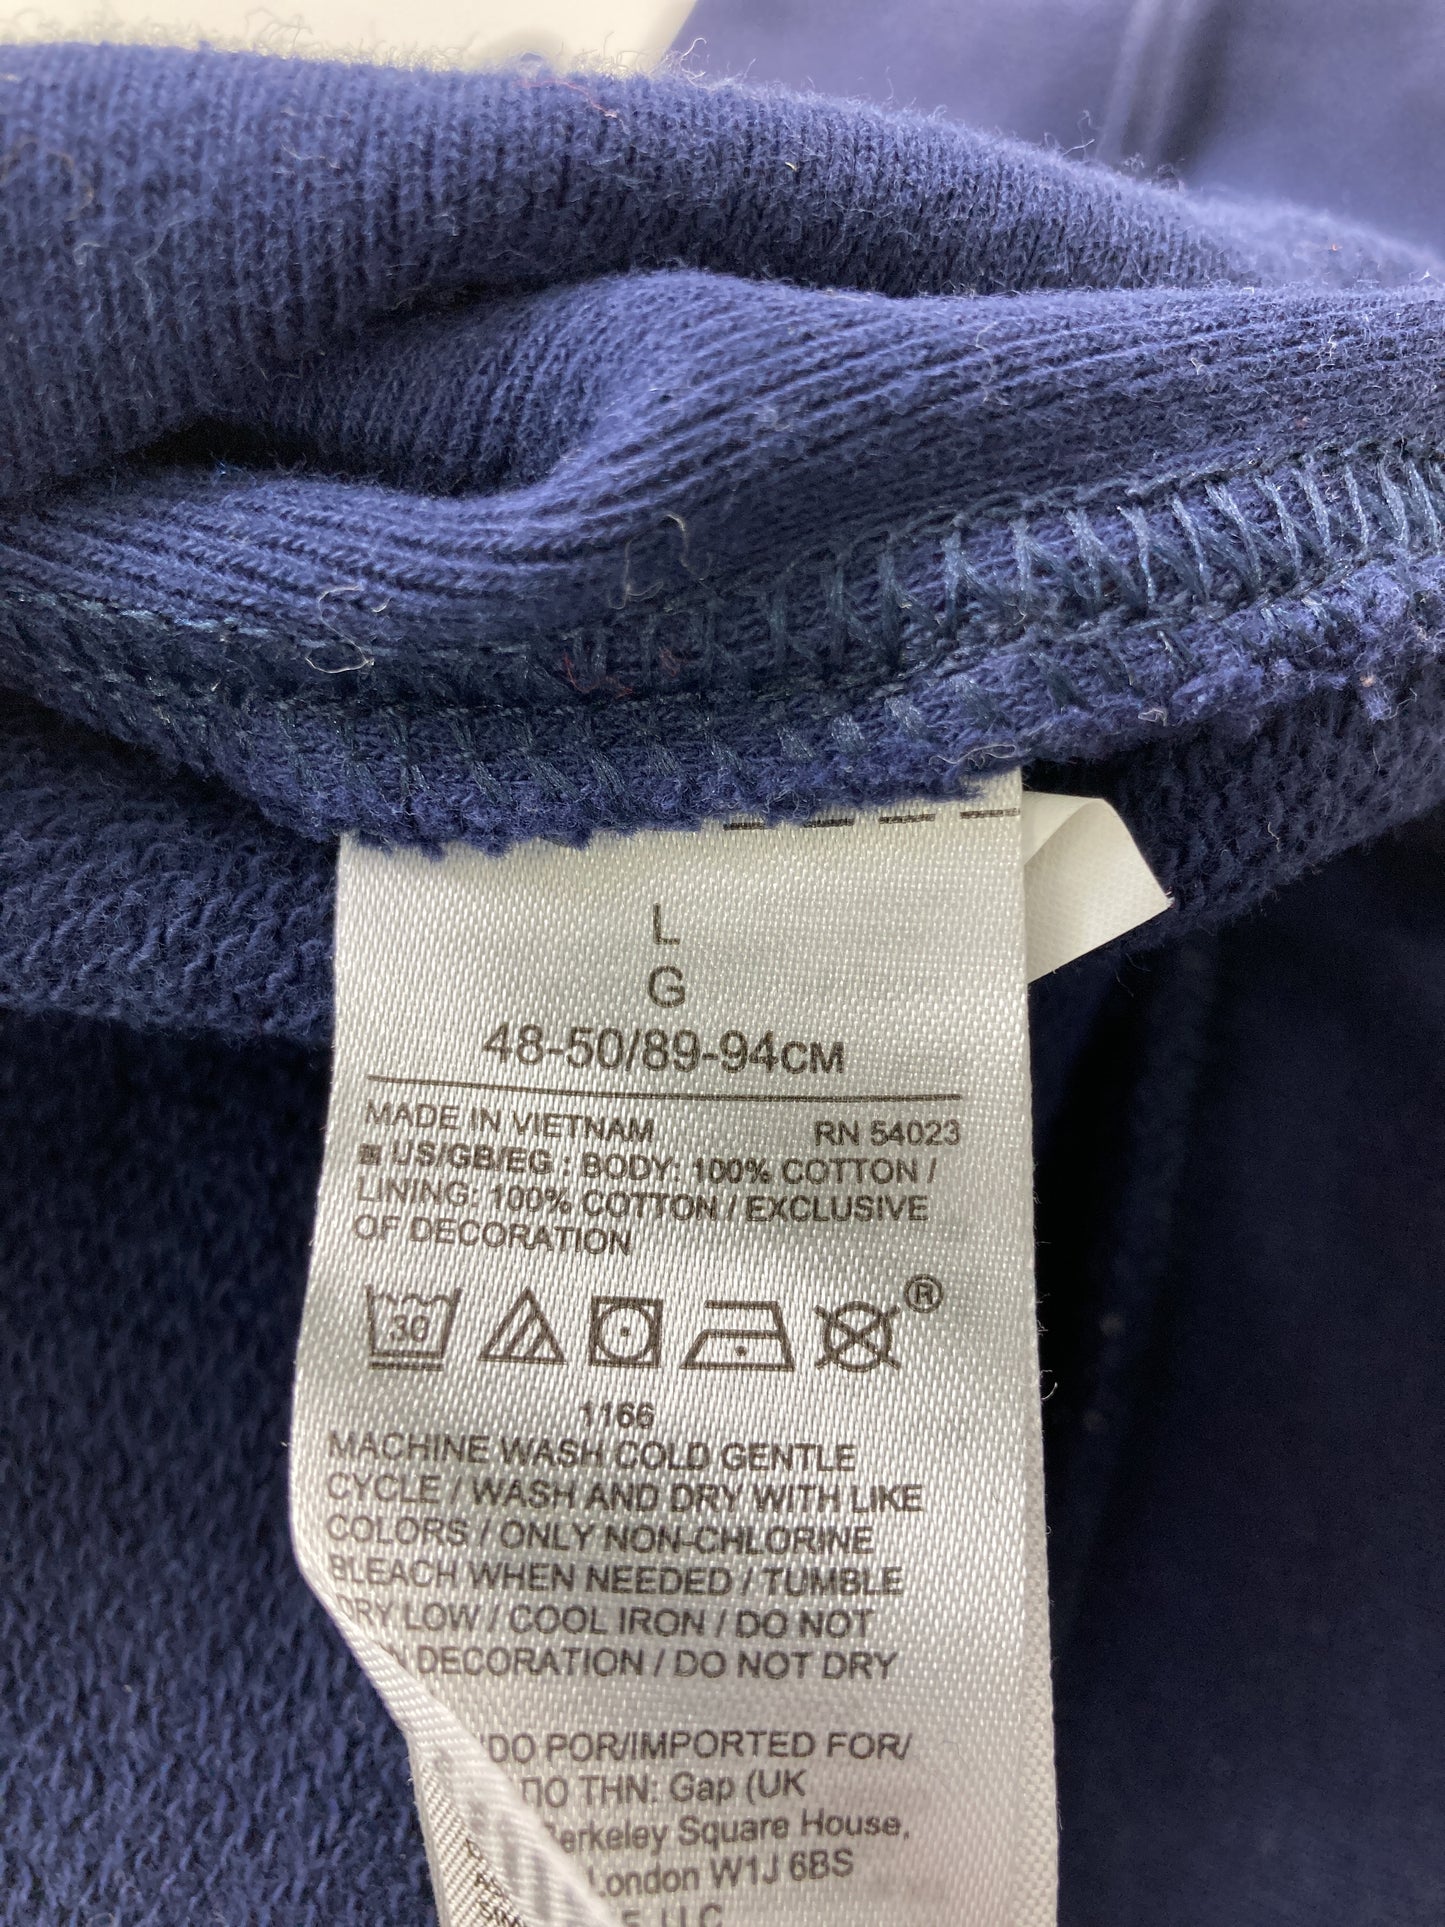 L
G
48-50/89-94CM
MADE IN VIETNAM RN 54023
US/GB/EG : BODY: 100% COTTON /
LINING: 100% COTTON / EXCLUSIVE
OF DECORATION
30 ®
1166
MACHINE WASH COLD GENTLE
CYCLE / WASH AND DRY WITH LIKE
COLORS / ONLY NON-CHLORINE
BLEACH WHEN NEEDED / TUMBLE
DRY LOW / COOL IRON / DO NOT
DECORATION / DO NOT DRY
POR/IMPORTED FOR/
THN: Gap (UK
Berkeley Square House,
London W1J 6BS
LLC